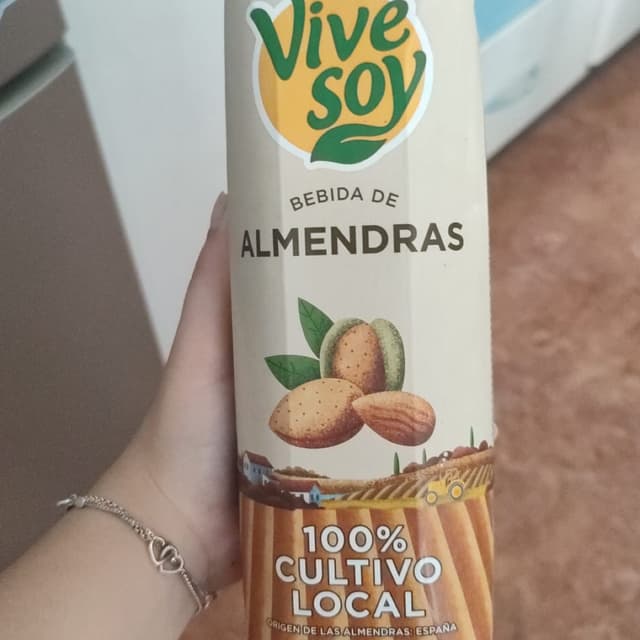 Vive
soy
BEBIDA DE
ALMENDRAS
100%
CULTIVO
LOCAL
ORIGEN DE LAS ALMENDRAS: ESPAÑA